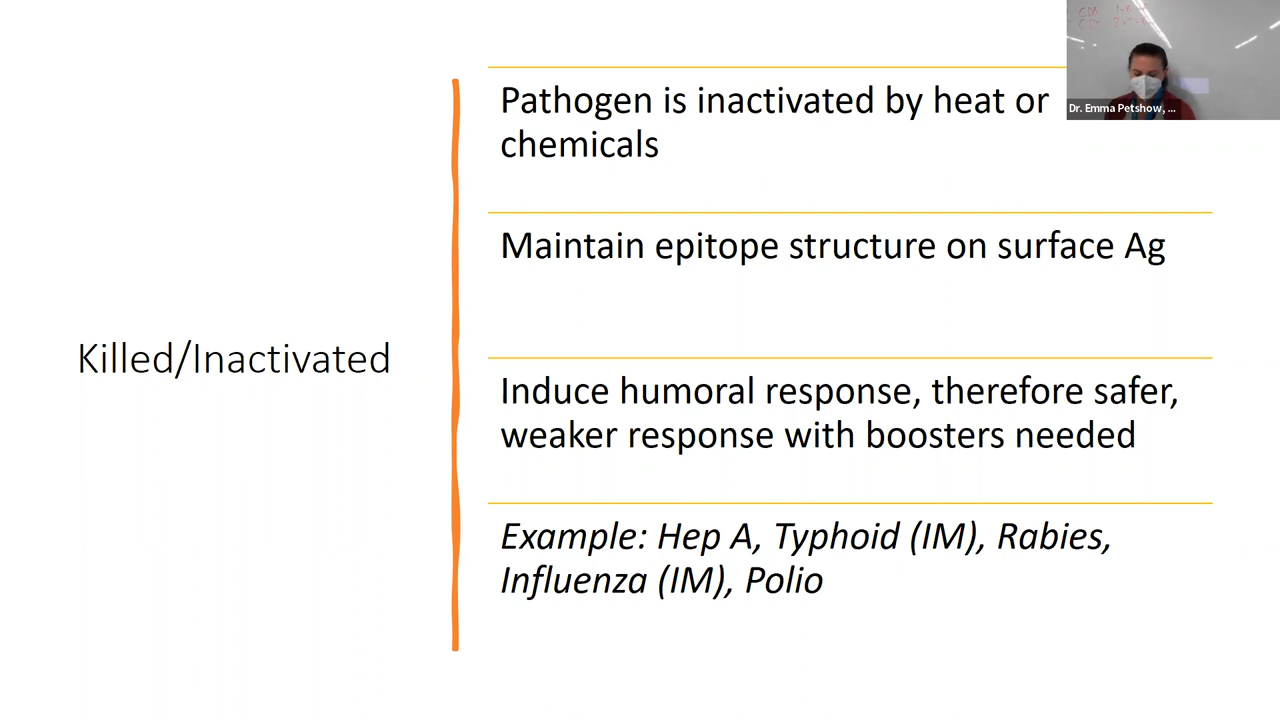 Pathogen is inactivated by heat or
chemicals
Maintain epitope structure on surface Ag
Killed/Inactivated
Induce humoral response, therefore safer,
weaker response with boosters needed
Example: Hep A, Typhoid (IM), Rabies,
Influenza (IM), Polio
Dr. Emma Petshow, ...